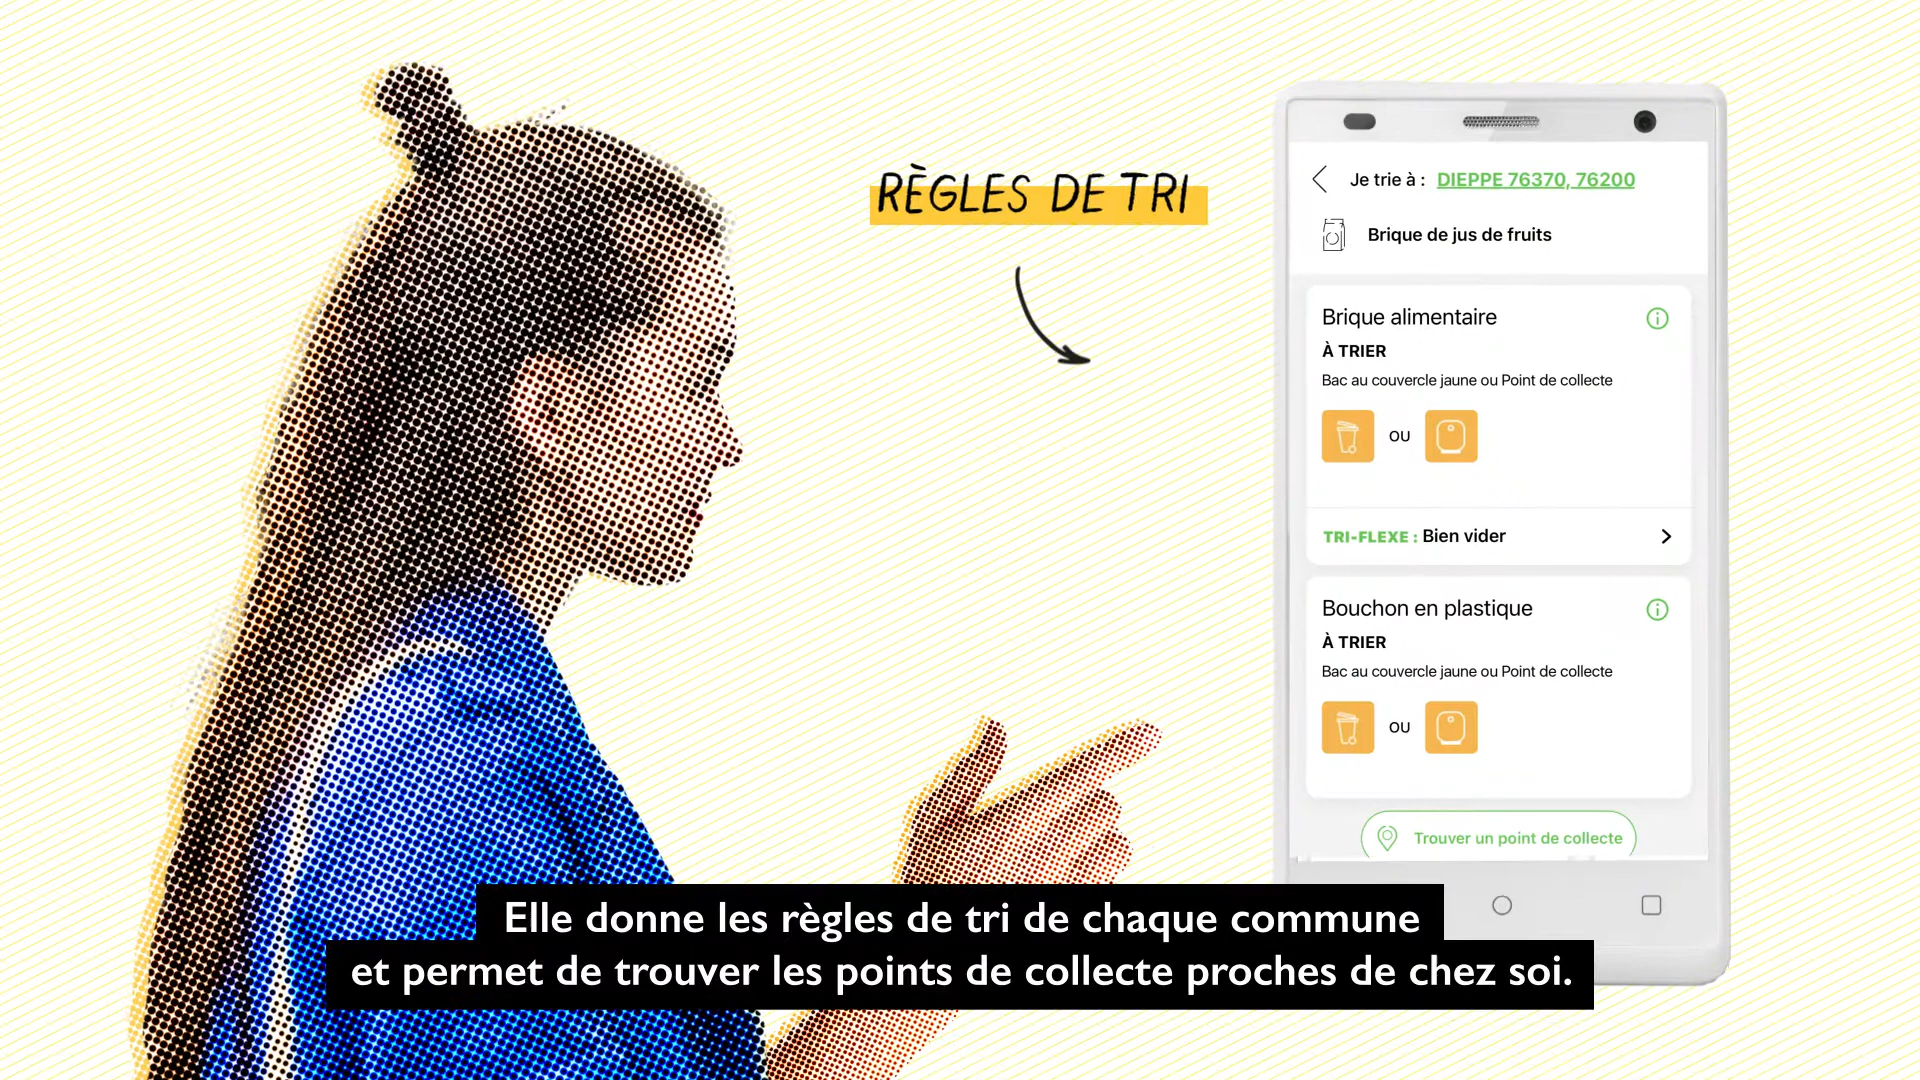 RÈGLES DE TRI
Je trie à : DIEPPE 76370, 76200
Brique de jus de fruits
Brique alimentaire
À TRIER
Bac au couvercle jaune ou Point de collecte
OU
TRI-FLEXE : Bien vider
Bouchon en plastique
À TRIER
Bac au couvercle jaune ou Point de collecte
OU
Trouver un point de collecte
Elle donne les règles de tri de chaque commune
et permet de trouver les points de collecte proches de chez soi.